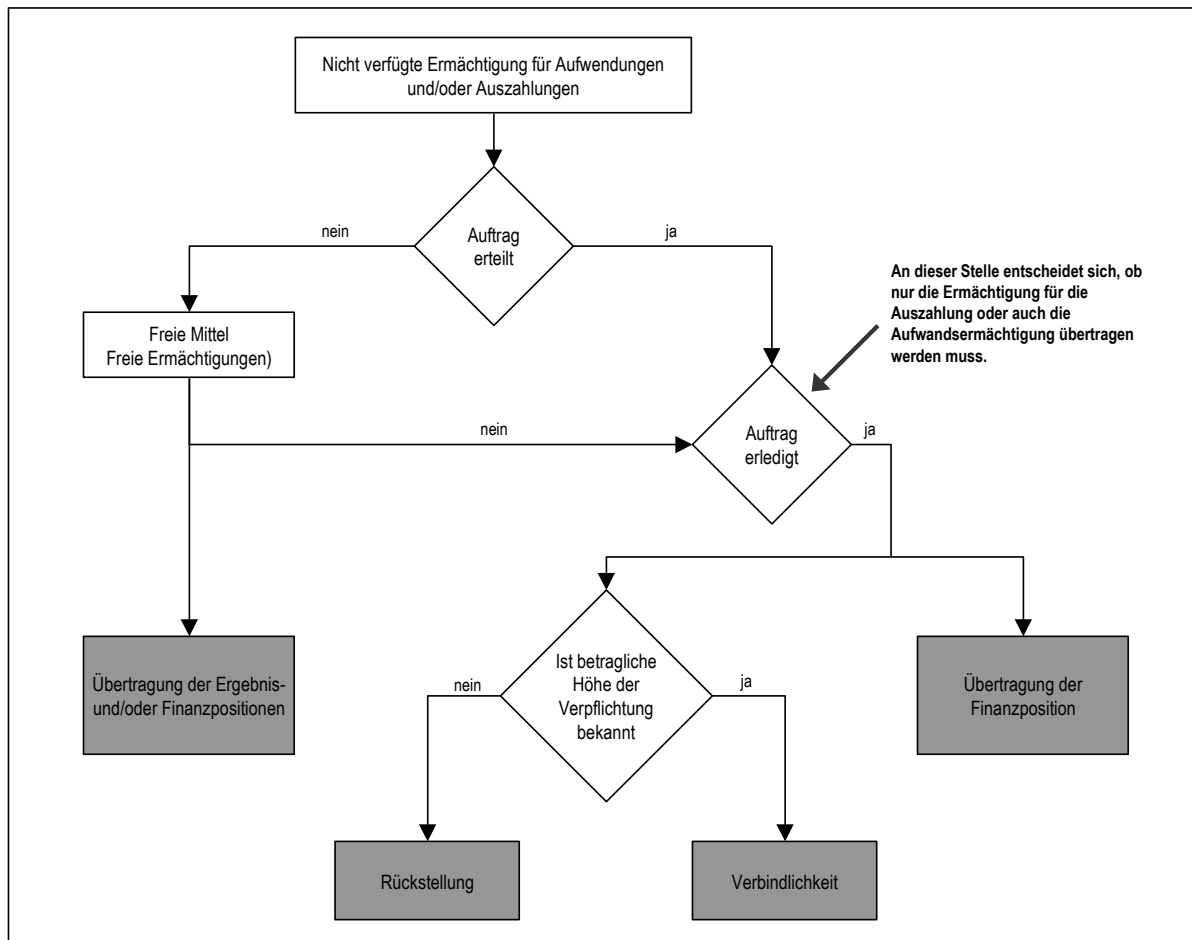 Nicht verfügte Ermächtigung für Aufwendungen
und/oder Auszahlungen
nein
Auftrag
erteilt
ja
An dieser Stelle entscheidet sich, ob
nur die Ermächtigung für die
Auszahlung oder auch die
Aufwandsermächtigung übertragen
werden muss.
Freie Mittel
Freie Ermächtigungen)
nein
Auftrag
erledigt
ja
Übertragung der Ergebnis-
und/oder Finanzpositionen
nein
Ist betragliche
Höhe der
Verpflichtung
bekannt
ja
Übertragung der
Finanzposition
Rückstellung
Verbindlichkeit